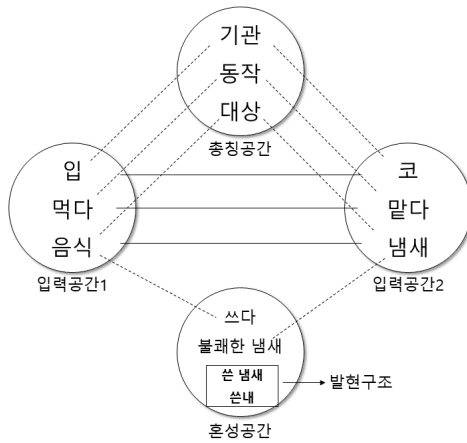 기관
동작
대상
총칭공간
입
먹다
음식
입력공간1
코
맡다
냄새
입력공간2
쓰다
불쾌한 냄새
쓴 냄새
쓴내
발현구조
혼성공간